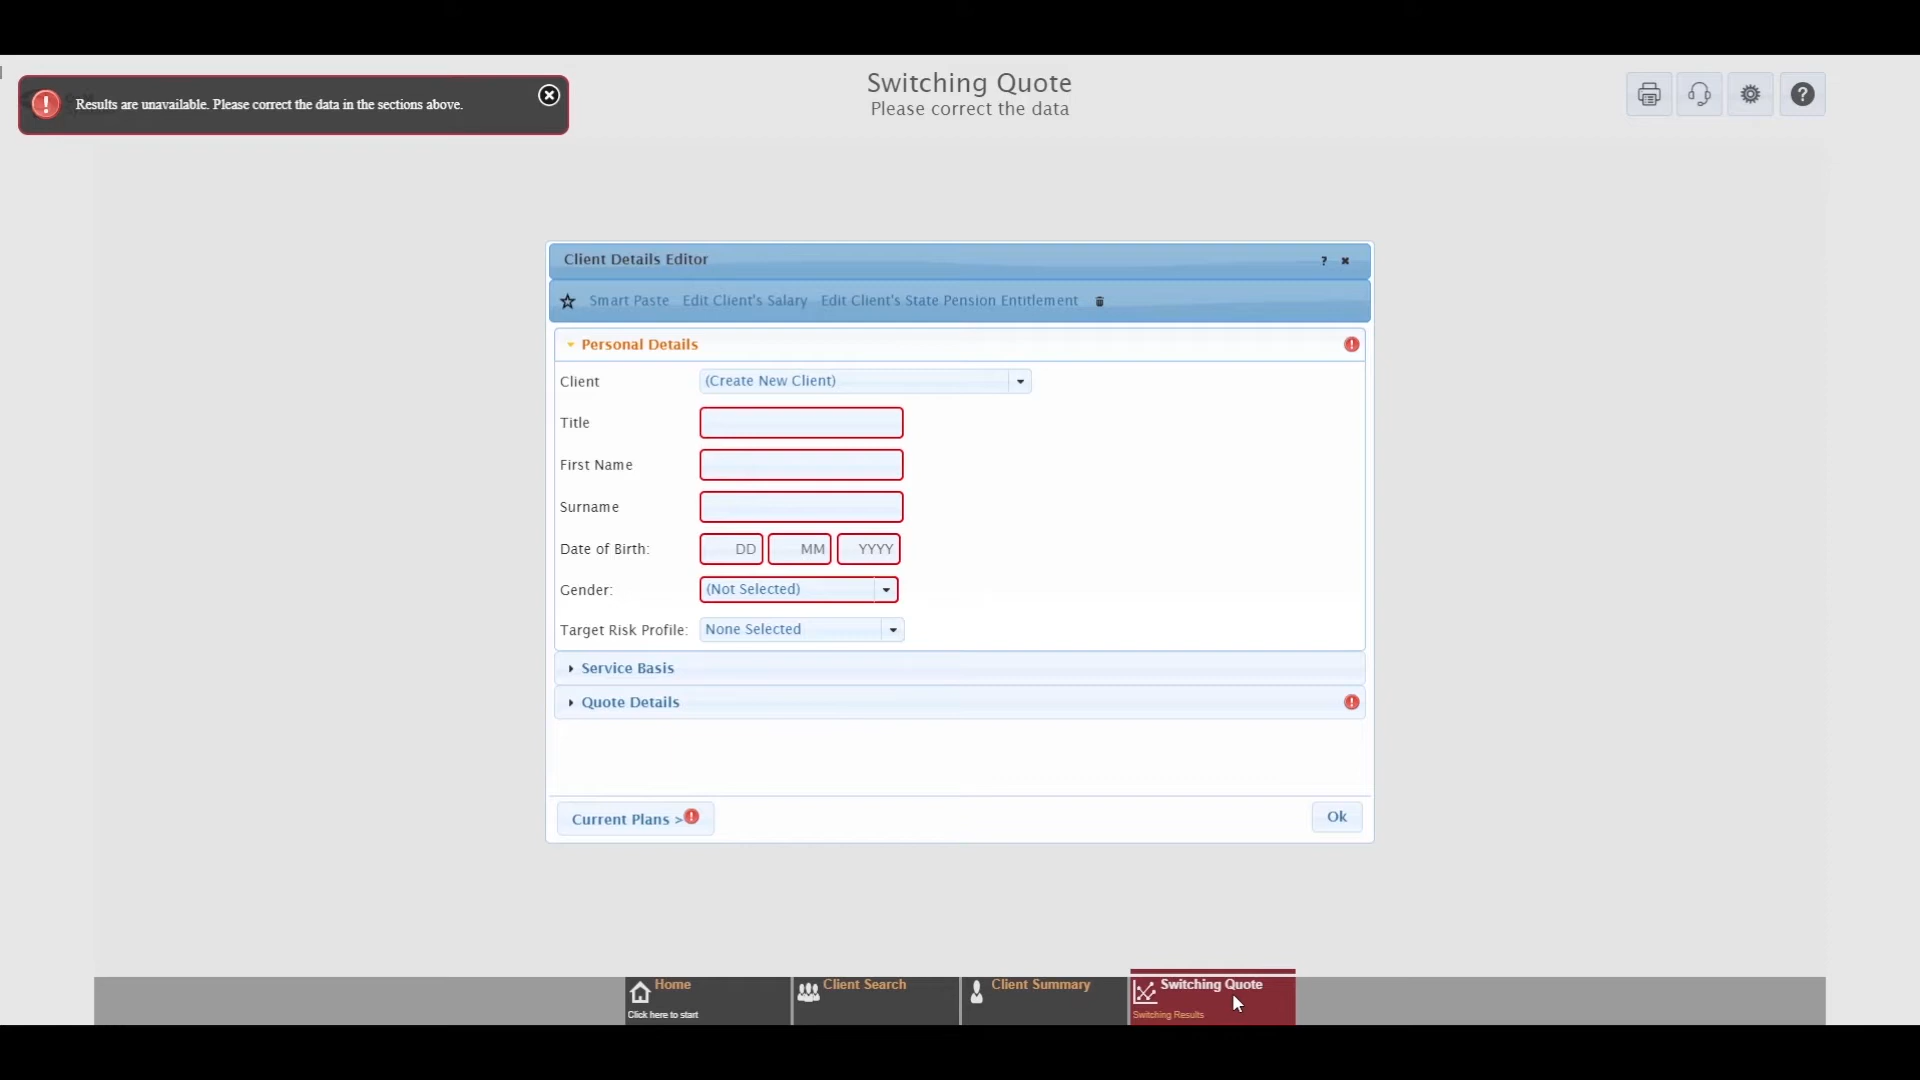 Results are unavailable. Please correct the data in the sections above.
Switching Quote
Please correct the data
Client Details Editor
Smart Paste Edit Client's Salary Edit Client's State Pension Entitlement
Personal Details
Client (Create New Client)
Title
First Name
Surname
Date of Birth: DD MM YYYY
Gender: (Not Selected)
Target Risk Profile: None Selected
Service Basis
Quote Details
Current Plans >
Ok
Home
Click here to start
Client Search
Client Summary
Switching Quote
Switching Results